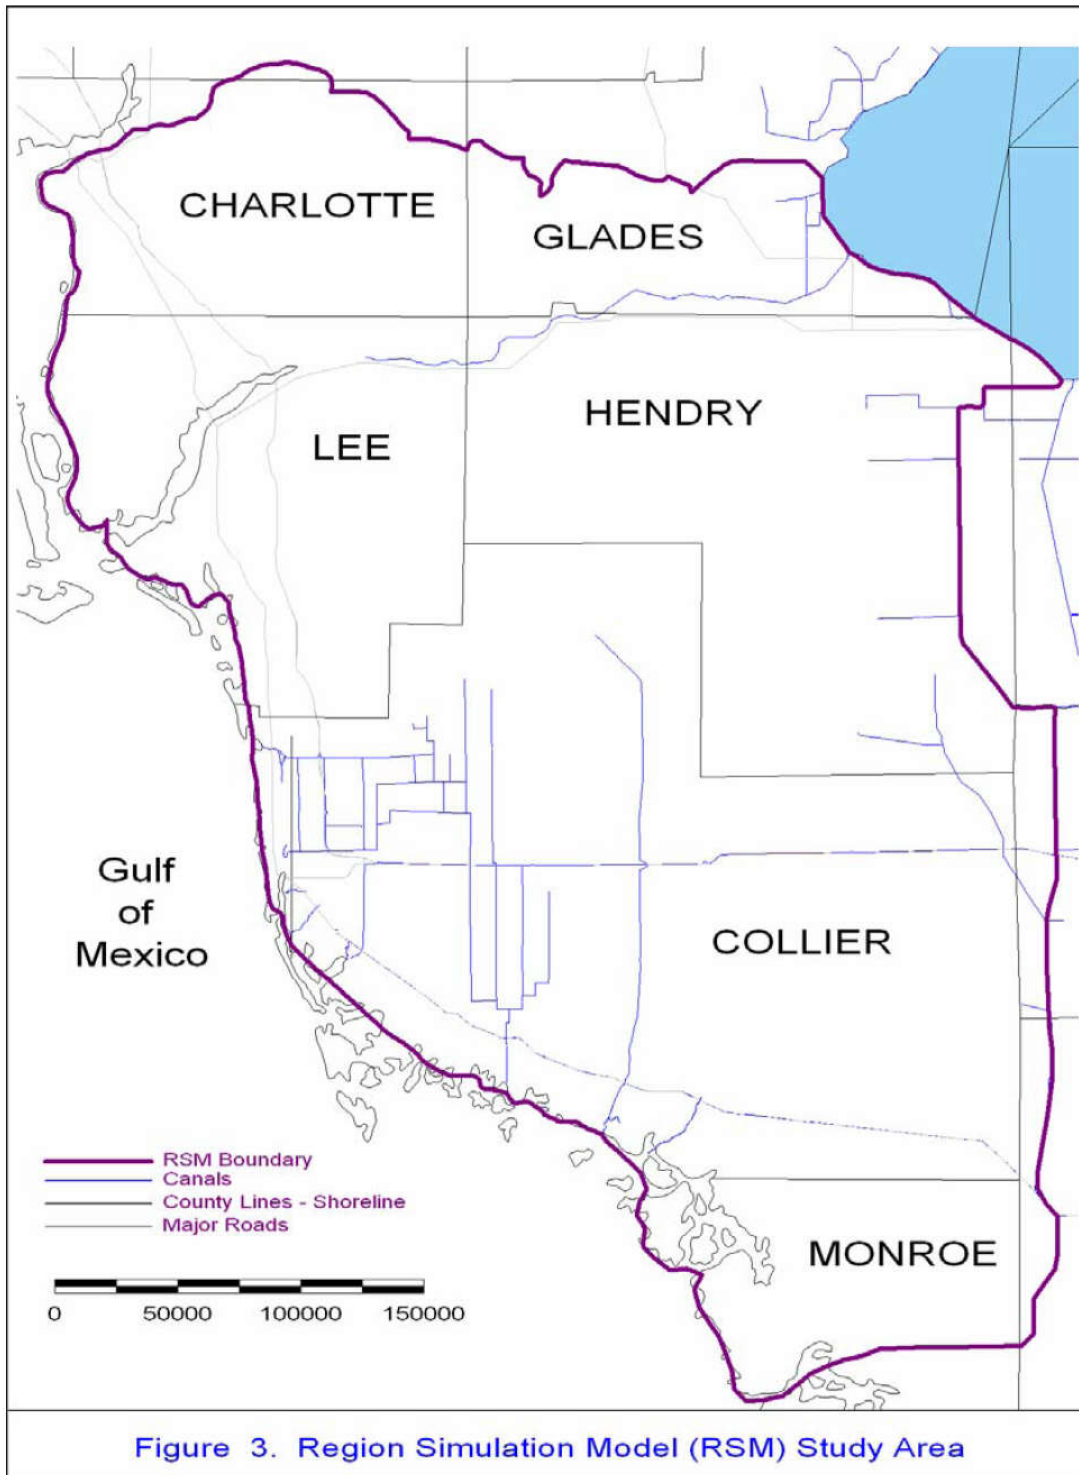 CHARLOTTE
GLADES
HENDRY
LEE
Gulf
of
Mexico
COLLIER
RSM Boundary
Canals
County Lines - Shoreline
Major Roads
MONROE
0 50000 100000 150000
Figure 3. Region Simulation Model (RSM) Study Area